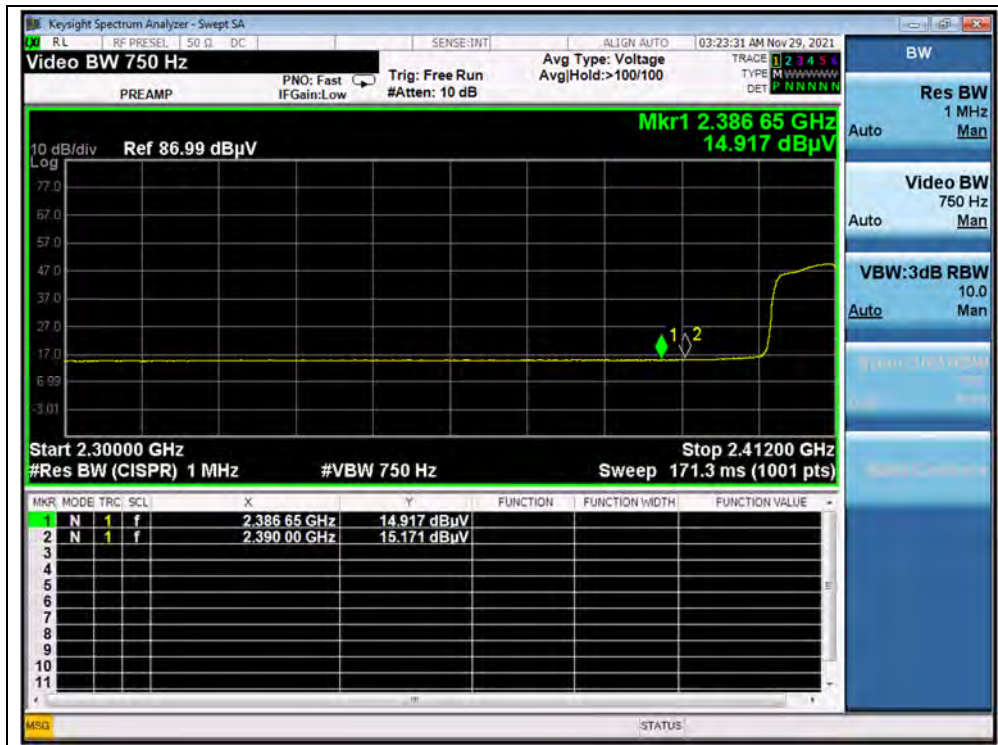 Keysight Spectrum Analyzer - Swept SA
RL RF PRESEL 50 Ω DC SENSE:INT ALIGN AUTO 03:23:31 AM Nov 29, 2021
Video BW 750 Hz
PREAMP
PNO: Fast
IFGain:Low
Trig: Free Run
#Atten: 10 dB
Avg Type: Voltage
Avg|Hold:>100/100
TRACE 1 2 3 4 5 6
TYPE M WWWWW
DET P N N N N N
Mkr1 2.386 65 GHz
14.917 dBµV
10 dB/div Ref 86.99 dBµV
Log
77.0
67.0
57.0
47.0
37.0
27.0
17.0
6.99
-3.01
1 2
Start 2.30000 GHz Stop 2.41200 GHz
#Res BW (CISPR) 1 MHz #VBW 750 Hz Sweep 171.3 ms (1001 pts)
MKR MODE TRC SCL X Y FUNCTION FUNCTION WIDTH FUNCTION VALUE
1 N 1 f 2.386 65 GHz 14.917 dBµV
2 N 1 f 2.390 00 GHz 15.171 dBµV
3
4
5
6
7
8
9
10
11
MSG STATUS
BW
Res BW
1 MHz
Auto Man
Video BW
750 Hz
Auto Man
VBW:3dB RBW
10.0
Auto Man